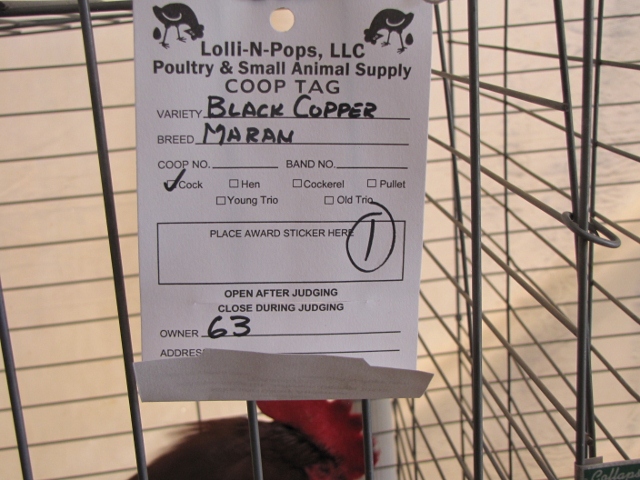 Lolli-N-Pops, LLC
Poultry & Small Animal Supply
COOP TAG
VARIETY BLACK COPPER
BREED MARAN
COOP NO. BAND NO.
Cock Hen Cockerel Pullet
Young Trio Old Trio
PLACE AWARD STICKER HERE 1
OPEN AFTER JUDGING
CLOSE DURING JUDGING
OWNER 63
ADDRES